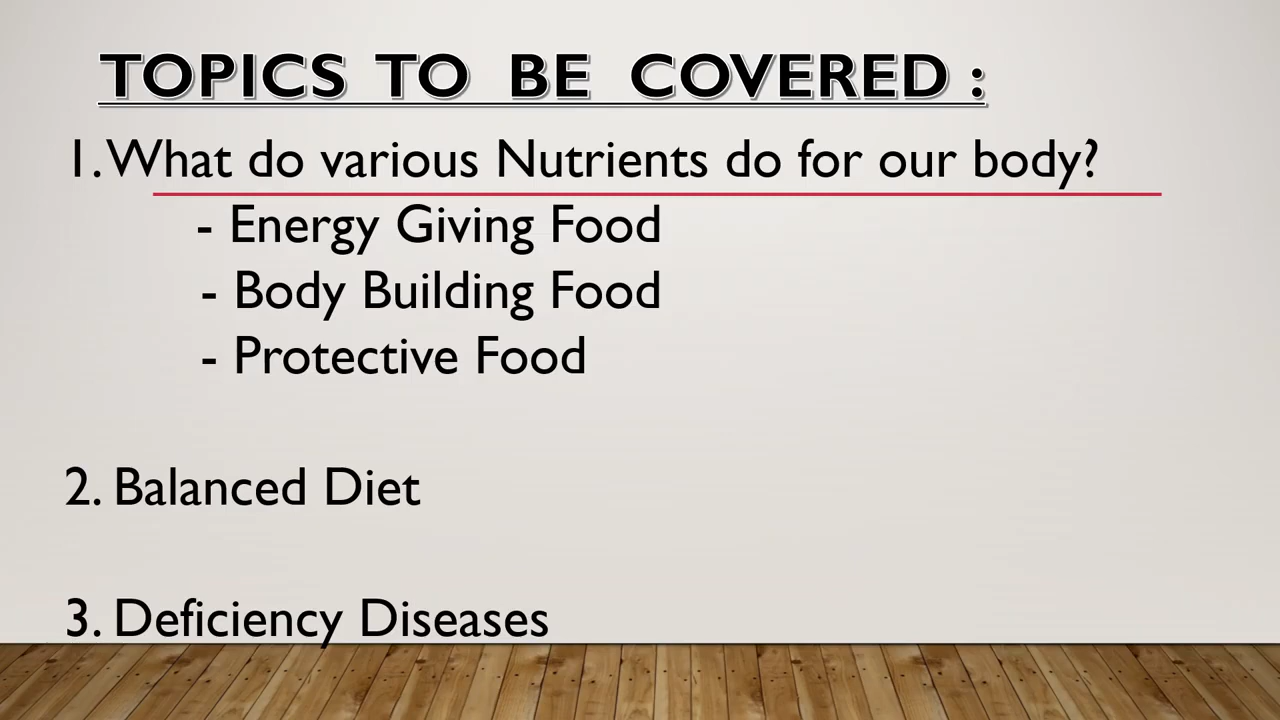 TOPICS TO BE COVERED :
1. What do various Nutrients do for our body?
- Energy Giving Food
- Body Building Food
- Protective Food
2. Balanced Diet
3. Deficiency Diseases